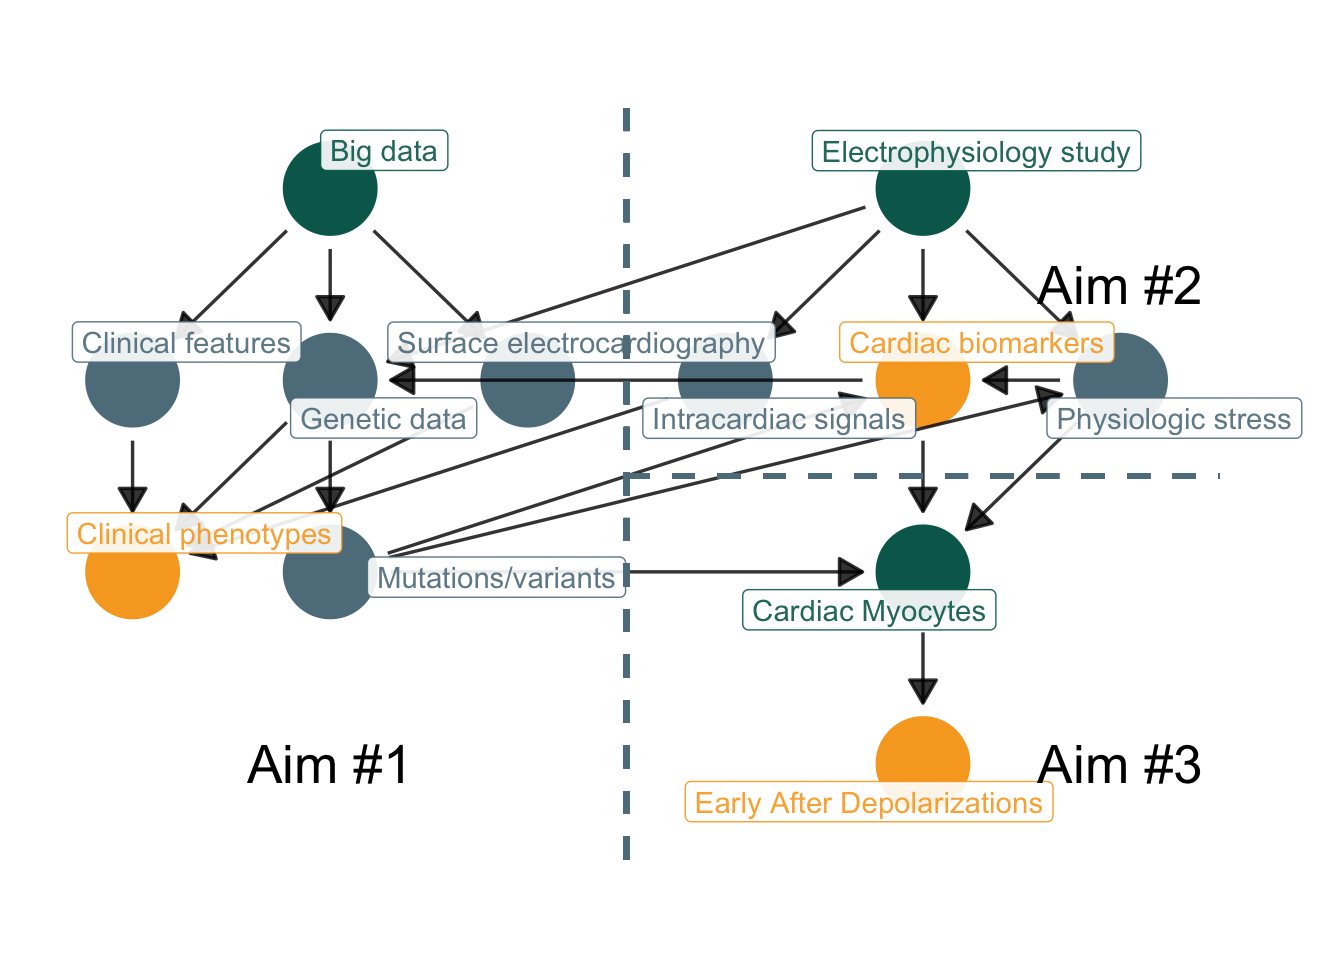 Big data
Electrophysiology study
Aim #2
Clinical features
Surface electrocardiography
Cardiac biomarkers
Genetic data
Intracardiac signals
Physiologic stress
Clinical phenotypes
Mutations/variants
Cardiac Myocytes
Aim #1
Aim #3
Early After Depolarizations